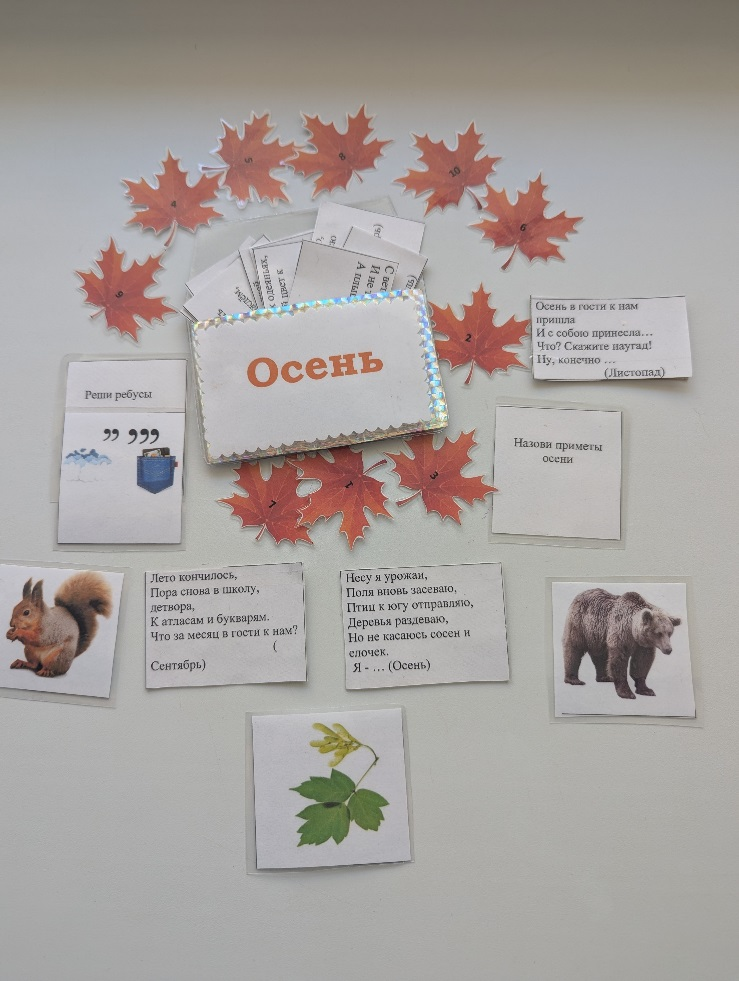 5
8
10
4
6
9
2
Осень
Осень в гости к нам
пришла
И с собою принесла…
Что? Скажите наугад!
Ну, конечно …
(Листопад)
Реши ребусы
,, ,,,
Назови приметы
осени
7
1
3
Лето кончилось,
Пора снова в школу,
детвора,
К атласам и букварям.
Что за месяц в гости к нам?
(
Сентябрь)
Несу я урожаи,
Поля вновь засеваю,
Птиц к югу отправляю,
Деревья раздеваю,
Но не касаюсь сосен и
елочек.
Я - … (Осень)